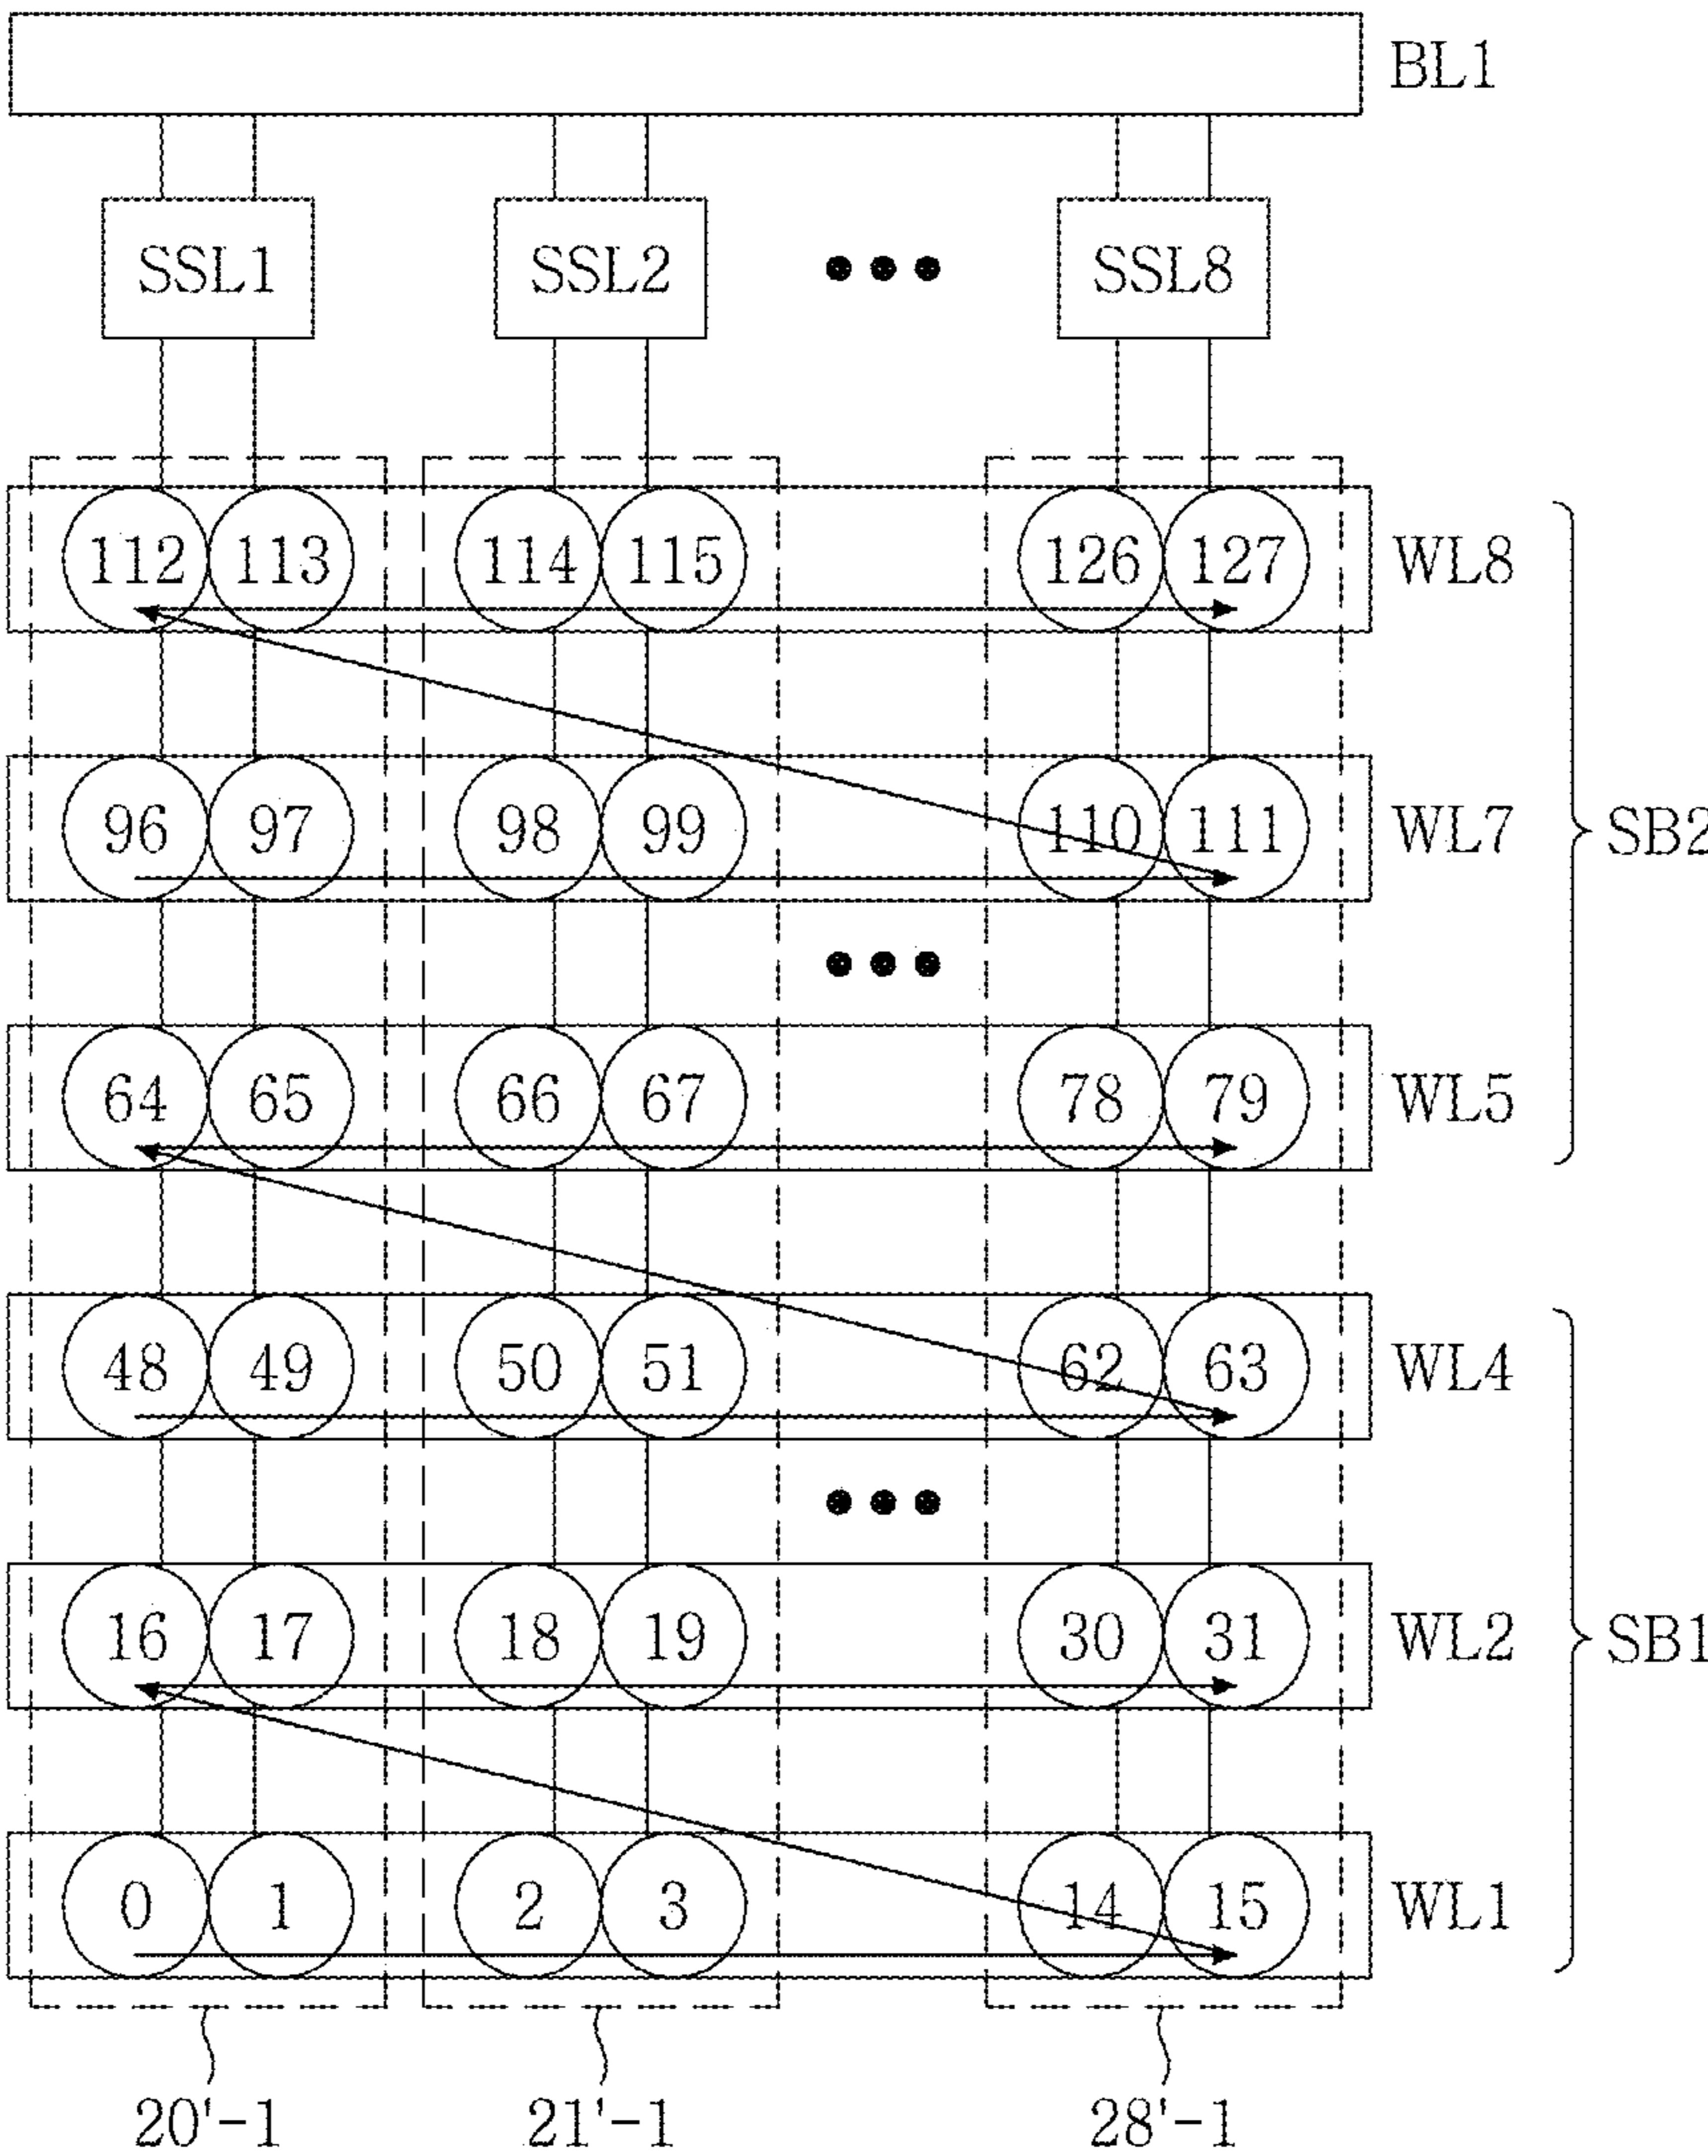 BL1
SSL1 SSL2 ••• SSL8
112 113 114 115 126 127 WL8
96 97 98 99 110 111 WL7
SB2
•••
64 65 66 67 78 79 WL5
48 49 50 51 62 63 WL4
•••
16 17 18 19 30 31 WL2
SB1
0 1 2 3 14 15 WL1
20'-1 21'-1 28'-1